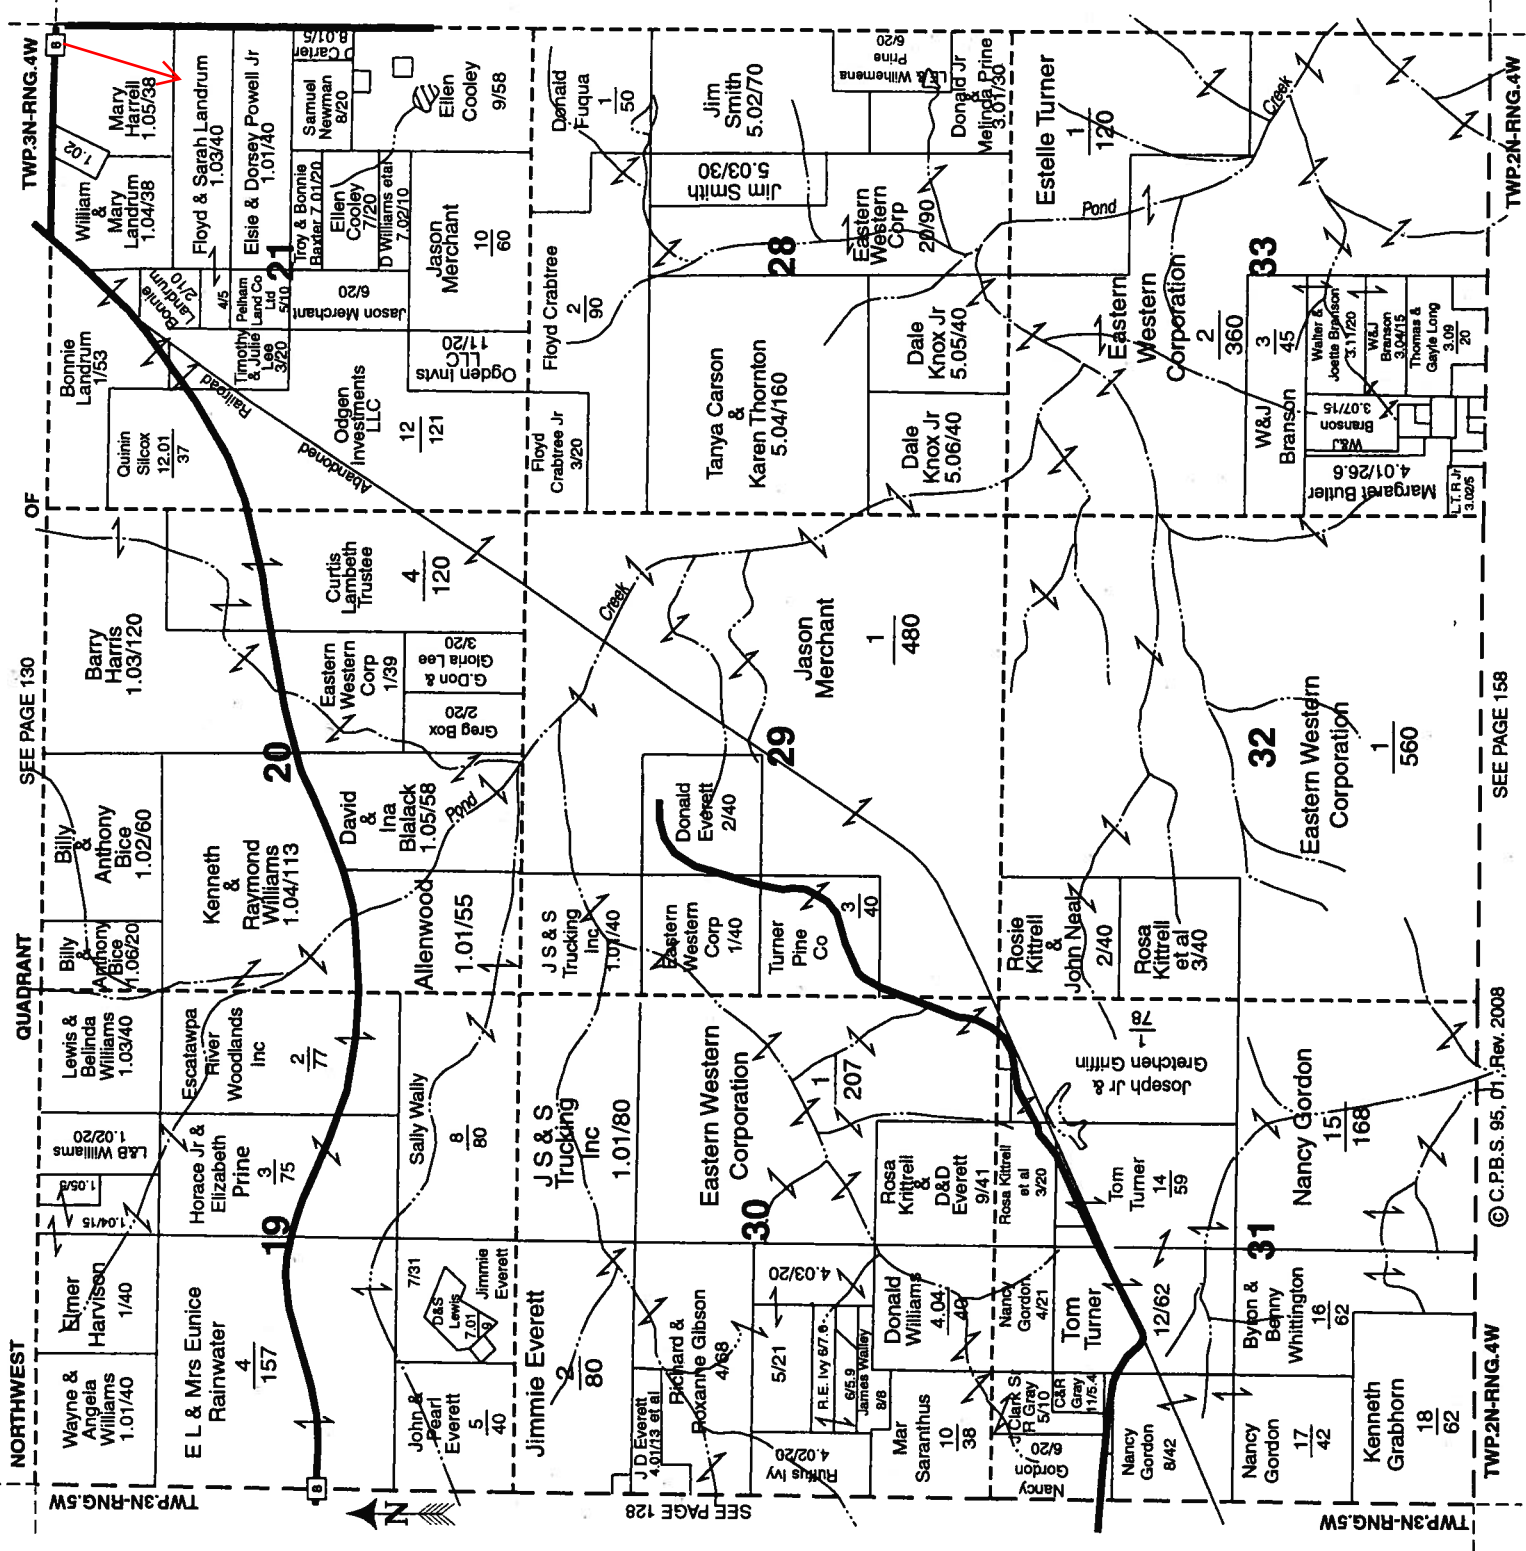 NORTHWEST
QUADRANT
OF
TWP.3N-RNG.4W
SEE PAGE 130
TWP.3N-RNG.5W
N
8
8
Wayne &
Angela
Williams
1.01/40
Elmer
Harvison
1/40
1.04/15
1.05/5
L&B Williams
1.02/20
Lewis &
Belinda
Williams
1.03/40
E L & Mrs Eunice
Rainwater
4
157
19
Horace Jr &
Elizabeth
Prine
3
75
Escatawpa
River
Woodlands
Inc
2
77
John &
Pearl
Everett
5
40
7/31
D&S
Lewis
7.01
9
Jimmie
Everett
Sally Wally
8
80
Billy
&
Anthony
Bice
1.06/20
Billy
&
Anthony
Bice
1.02/60
Barry
Harris
1.03/120
Kenneth
&
Raymond
Williams
1.04/113
20
Curtis
Lambeth
Trustee
4
120
Eastern
Western
Corp
1/39
G.Don &
Gloria Lee
3/20
Greg Box
2/20
David
&
Ina
Blalack
1.05/58
Pond
Allenwood
1.01/55
Bonnie
Landrum
1/53
Quinin
Silcox
12.01
37
William
&
Mary
Landrum
1.04/38
1.02
Mary
Harrell
1.05/38
Bonnie
Landrum
2/10
Floyd & Sarah Landrum
1.03/40
4/5
Pelham
Land Co
Ltd
5/10
Elsie & Dorsey Powell Jr
1.01/40
Timothy
& Julie
Lee
3/20
21
Railroad
Abandoned
Odgen
Investments
LLC
12
121
Jason Merchant
6/20
Troy & Bonnie
Baxter 7.01/20
Ellen
Cooley
7/20
D Williams etal
7.02/10
Samuel
Newman
8/20
D Carter
8.01/5
Ogden Invts
LLC
11/20
Jason
Merchant
10
60
Ellen
Cooley
9/58
Jimmie Everett
2
80
J S & S
Trucking
Inc
1.01/80
J D Everett
4.01/13 et al
Richard &
Roxanne Gibson
4/68
Eastern Western
Corporation
1
207
30
Rufus Ivy
4.02/20
5/21
4.03/20
R.E. Ivy 6/7.6
6/5.9
James Walley
8/8
Mar
Saranthus
10
38
Donald
Williams
4.04
40
Rosa
Krittrell
&
D&D
Everett
9/41
SEE PAGE 128
J S & S
Trucking
Inc
1.01/40
Creek
Eastern
Western
Corp
1/40
Donald
Everett
2/40
Turner
Pine
Co
3
40
29
Jason
Merchant
1
480
Floyd
Crabtree Jr
3/20
Floyd Crabtree
2
90
Donald
Fuqua
1
50
Tanya Carson
&
Karen Thornton
5.04/160
Jim Smith
5.03/30
Jim
Smith
5.02/70
28
Eastern
Western
Corp
20/90
L.E.& Wilhemena
Prine
6/20
Dale
Knox Jr
5.06/40
Dale
Knox Jr
5.05/40
Donald Jr
&
Melinda Prine
3.01/30
Nancy
Gordon
6/20
J Clark Sr
R Gray
5/10
Nancy
Gordon
4/21
Rosa Kittrell
et al
3/20
C&R
Gray
11/5.4
Tom
Turner
12/62
Tom
Turner
14
59
Joseph Jr &
Gretchen Griffin
1
78
Nancy
Gordon
8/42
31
Nancy
Gordon
17
42
Byron &
Benny
Whittington
16
62
Nancy Gordon
15
168
Kenneth
Grabhorn
18
62
Rosie
Kittrell
&
John Neal
2/40
Rosa
Kittrell
et al
3/40
32
Eastern Western
Corporation
1
560
Estelle Turner
1
120
Pond
Creek
Eastern
Western
Corporation
2
360
33
W&J
Branson
3
45
Walter &
Joette Branson
3.11/20
W&J
Branson
3.04/15
Thomas &
Gayle Long
3.09
20
W&J
Branson
3.07/15
Margaret Butler
4.01/26.6
L.T. R Jr
3.02/5
TWP.3N-RNG.5W
TWP.2N-RNG.4W
© C.P.B.S. 95, 01, Rev. 2008
SEE PAGE 158
TWP.2N-RNG.4W